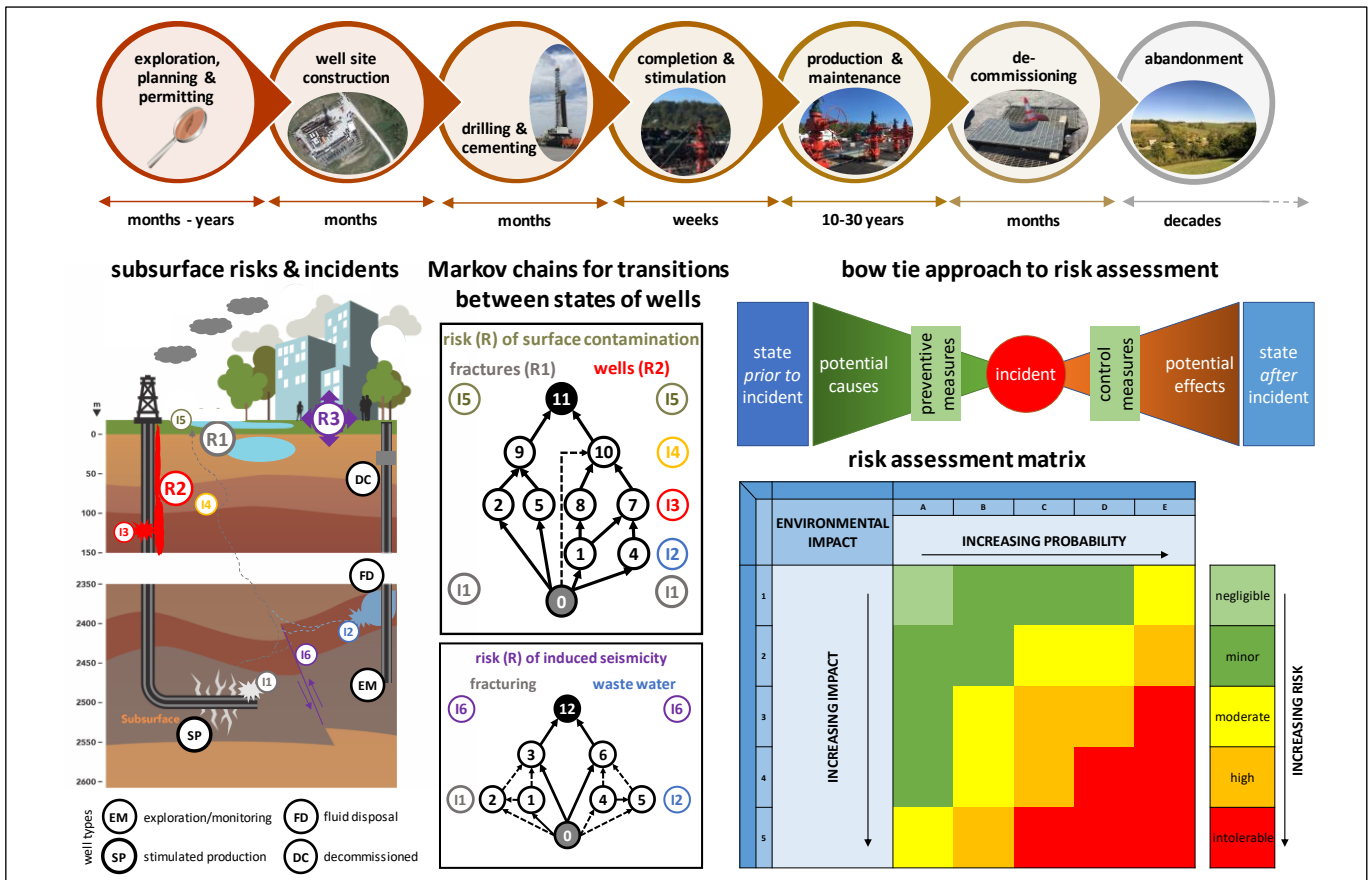 exploration,
planning &
permitting
well site
construction
drilling &
cementing
completion &
stimulation
production &
maintenance
de-
commissioning
abandonment
months - years
months
months
weeks
10-30 years
months
decades
subsurface risks & incidents
m
0
50
100
150
2350
2400
2450
2500
2550
2600
I5
R1
R3
R2
I4
I3
DC
FD
I2
I6
I1
EM
Subsurface
SP
well types
EM
exploration/monitoring
FD
fluid disposal
SP
stimulated production
DC
decommissioned
Markov chains for transitions
between states of wells
risk (R) of surface contamination
fractures (R1)
wells (R2)
I5
11
I5
9
10
I4
2
5
8
7
I3
1
4
I2
I1
0
I1
risk (R) of induced seismicity
fracturing
waste water
I6
12
I6
3
6
I1
2
1
4
5
I2
0
bow tie approach to risk assessment
state
prior to
incident
potential
causes
preventive
measures
incident
control
measures
potential
effects
state
after
incident
risk assessment matrix
A
B
C
D
E
ENVIRONMENTAL
IMPACT
INCREASING PROBABILITY
1
2
3
4
5
INCREASING IMPACT
negligible
minor
moderate
high
intolerable
INCREASING RISK